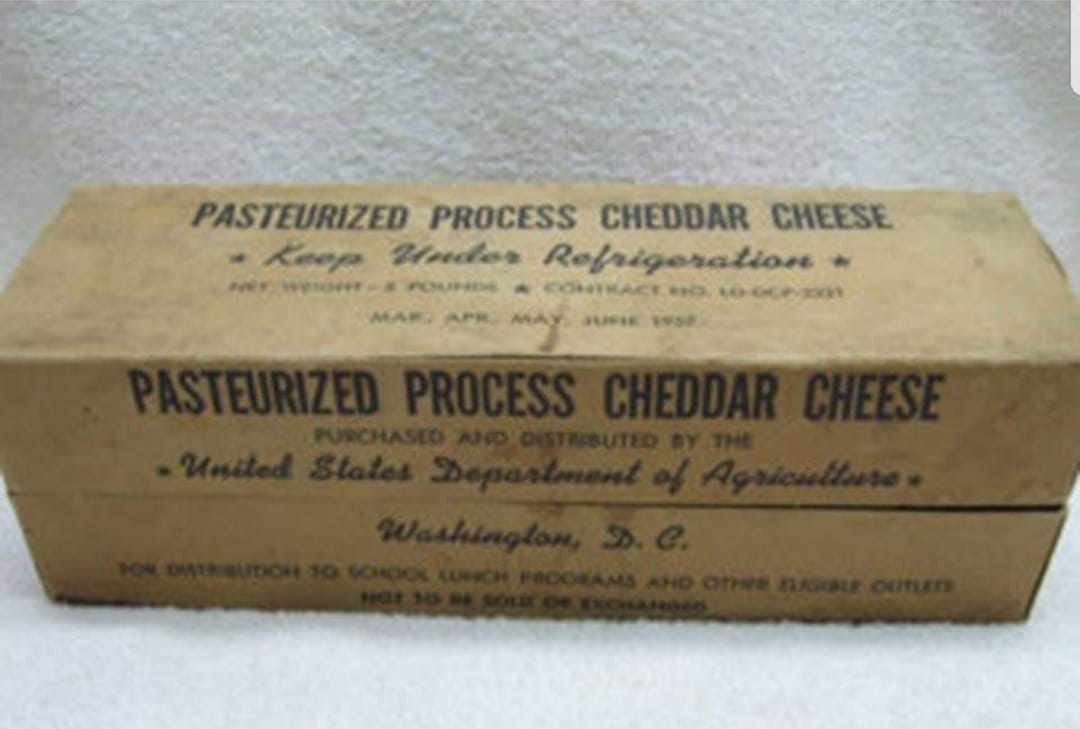 PASTEURIZED PROCESS CHEDDAR CHEESE
★ Keep Under Refrigeration ★
NET WEIGHT - 5 POUNDS ★ CONTRACT NO.
MAR., APR., MAY, JUNE
PASTEURIZED PROCESS CHEDDAR CHEESE
PURCHASED AND DISTRIBUTED BY THE
★ United States Department of Agriculture ★
Washington, D. C.
FOR DISTRIBUTION TO SCHOOL LUNCH PROGRAMS AND OTHER ELIGIBLE OUTLETS
NOT TO BE SOLD OR EXCHANGED